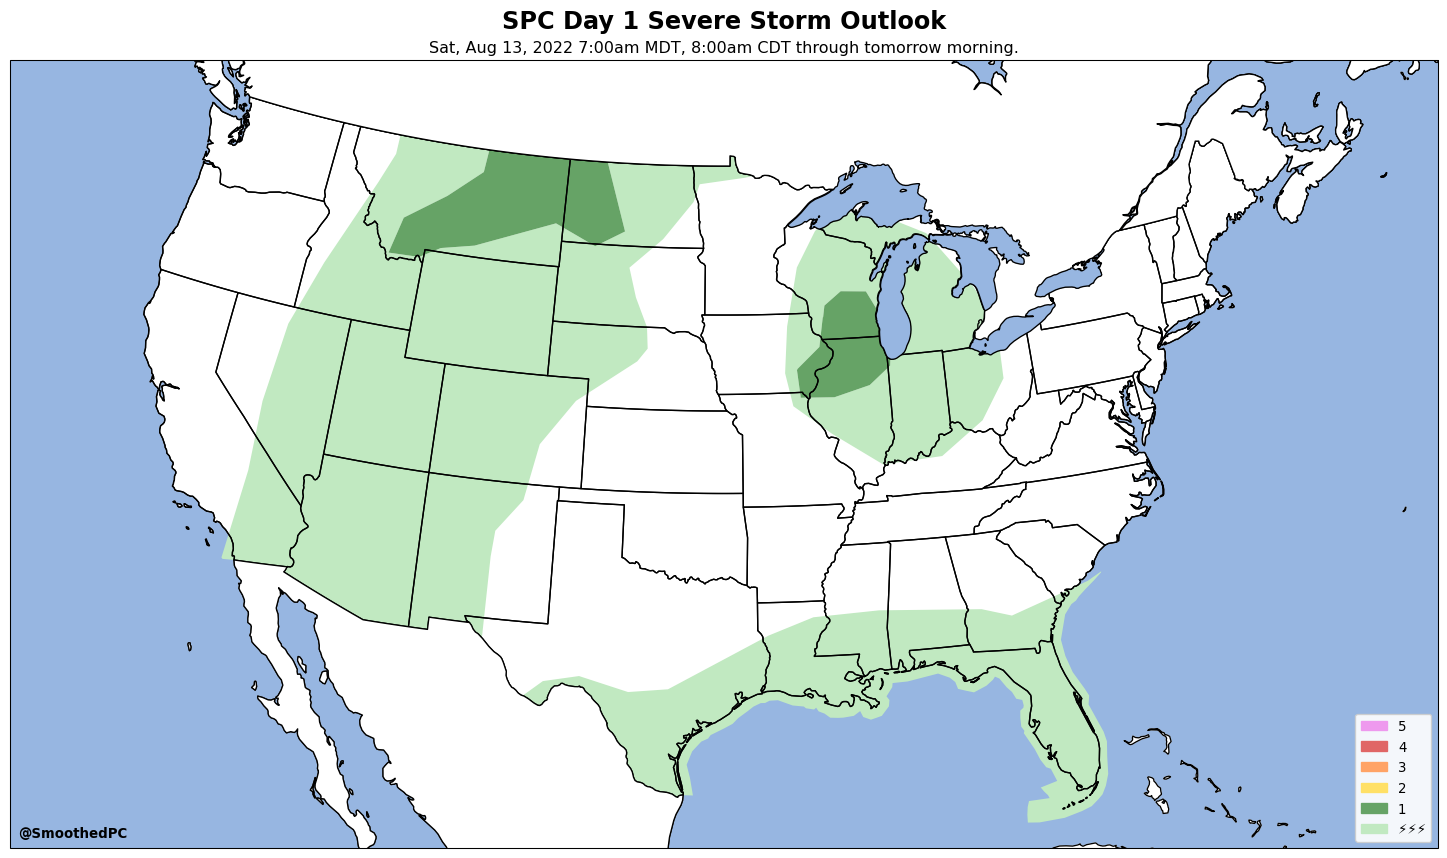 SPC Day 1 Severe Storm Outlook
Sat, Aug 13, 2022 7:00am MDT, 8:00am CDT through tomorrow morning.
5
4
3
2
1
⚡⚡⚡
@SmoothedPC